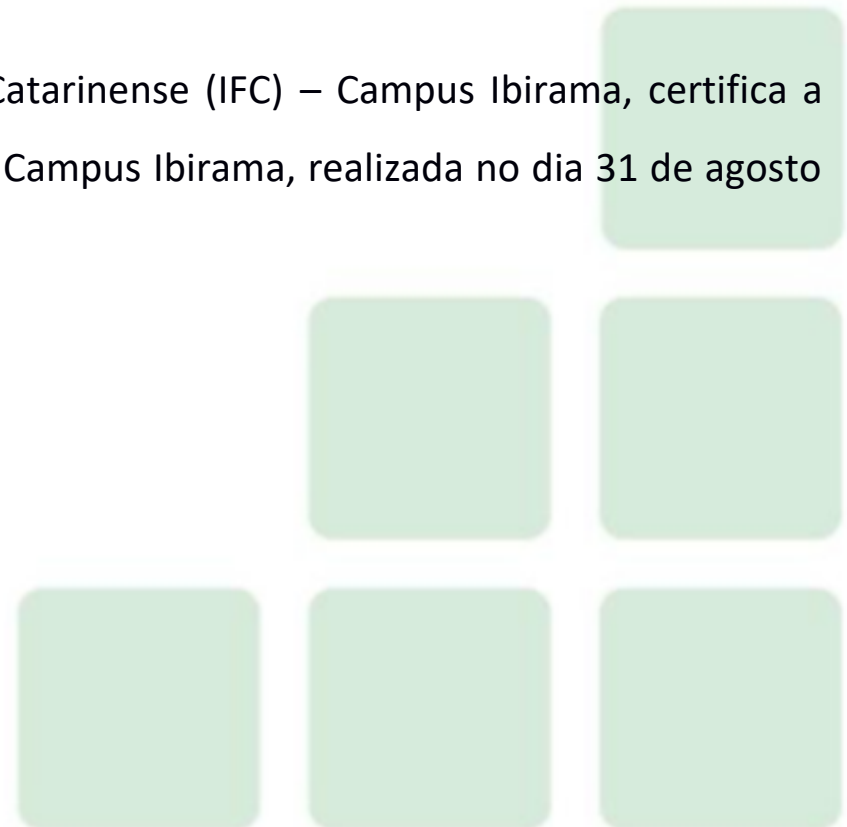 Catarinense (IFC) – Campus Ibirama, certifica a
Campus Ibirama, realizada no dia 31 de agosto